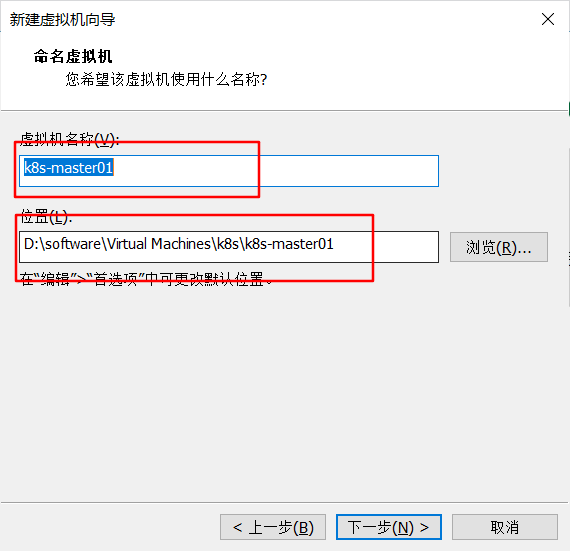 新建虚拟机向导
命名虚拟机
您希望该虚拟机使用什么名称?
虚拟机名称(V):
k8s-master01
位置(L):
D:\software\Virtual Machines\k8s\k8s-master01
浏览(R)...
在“编辑”>“首选项”中可更改默认位置。
< 上一步(B)
下一步(N) >
取消